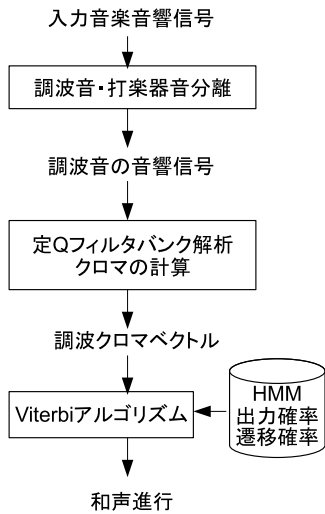 入力音楽音響信号
調波音・打楽器音分離
調波音の音響信号
定Qフィルタバンク解析
クロマの計算
調波クロマベクトル
Viterbiアルゴリズム
HMM
出力確率
遷移確率
和声進行